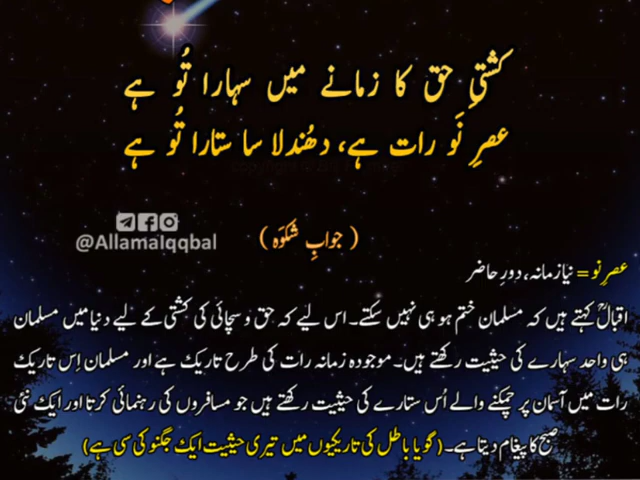 کشتیِ حق کا زمانے میں سہارا تُو ہے
عصرِ نَو رات ہے، دھُندلا سا ستارا تُو ہے
@AllamaIqqbal
( جوابِ شکوَہ )
عصرِ نو = نیا زمانہ، دورِ حاضر
اقبالؒ کہتے ہیں کہ مسلمان ختم ہو ہی نہیں سکتے۔ اس لیے کہ حق و سچائی کی کشتی کے لیے دنیا میں مسلمان
ہی واحد سہارے کی حیثیت رکھتے ہیں۔ موجودہ زمانہ رات کی طرح تاریک ہے اور مسلمان اِس تاریک
رات میں آسمان پر چمکنے والے اُس ستارے کی حیثیت رکھتے ہیں جو مسافروں کی رہنمائی کرتا اور ایک نئی
صبح کا پیغام دیتا ہے۔ (گویا باطل کی تاریکیوں میں تیری حیثیت ایک جگنو کی سی ہے)